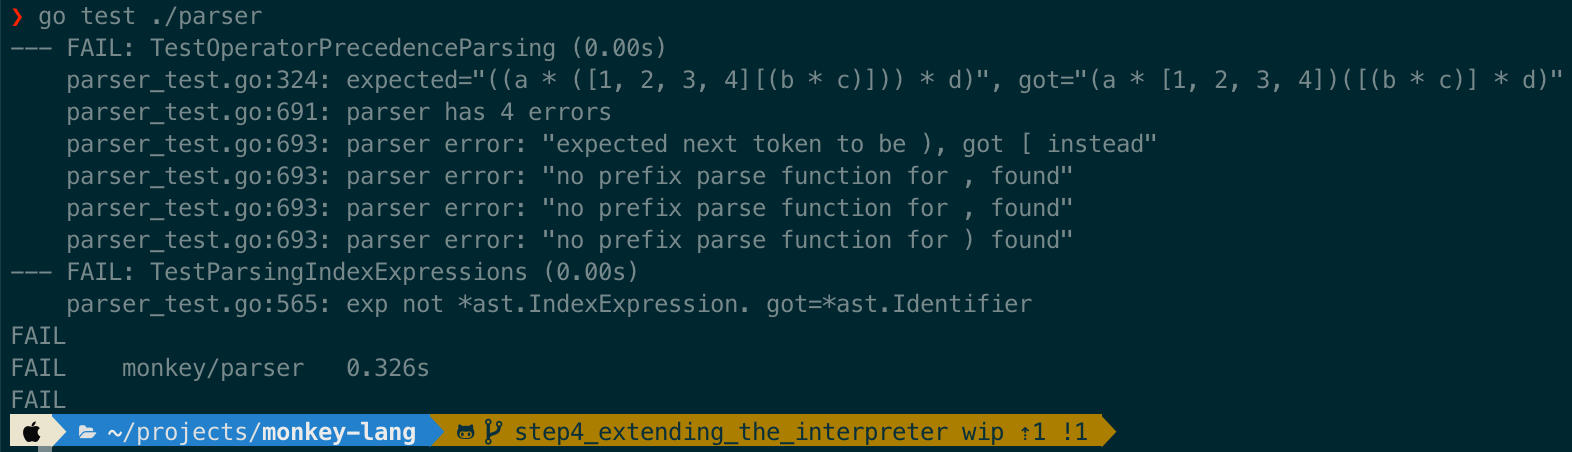 ❯ go test ./parser
--- FAIL: TestOperatorPrecedenceParsing (0.00s)
    parser_test.go:324: expected="((a * ([1, 2, 3, 4][(b * c)])) * d)", got="(a * [1, 2, 3, 4])([(b * c)] * d)"
    parser_test.go:691: parser has 4 errors
    parser_test.go:693: parser error: "expected next token to be ), got [ instead"
    parser_test.go:693: parser error: "no prefix parse function for , found"
    parser_test.go:693: parser error: "no prefix parse function for , found"
    parser_test.go:693: parser error: "no prefix parse function for ) found"
--- FAIL: TestParsingIndexExpressions (0.00s)
    parser_test.go:565: exp not *ast.IndexExpression. got=*ast.Identifier
FAIL
FAIL    monkey/parser   0.326s
FAIL
~/projects/monkey-lang step4_extending_the_interpreter wip ⇡1 !1